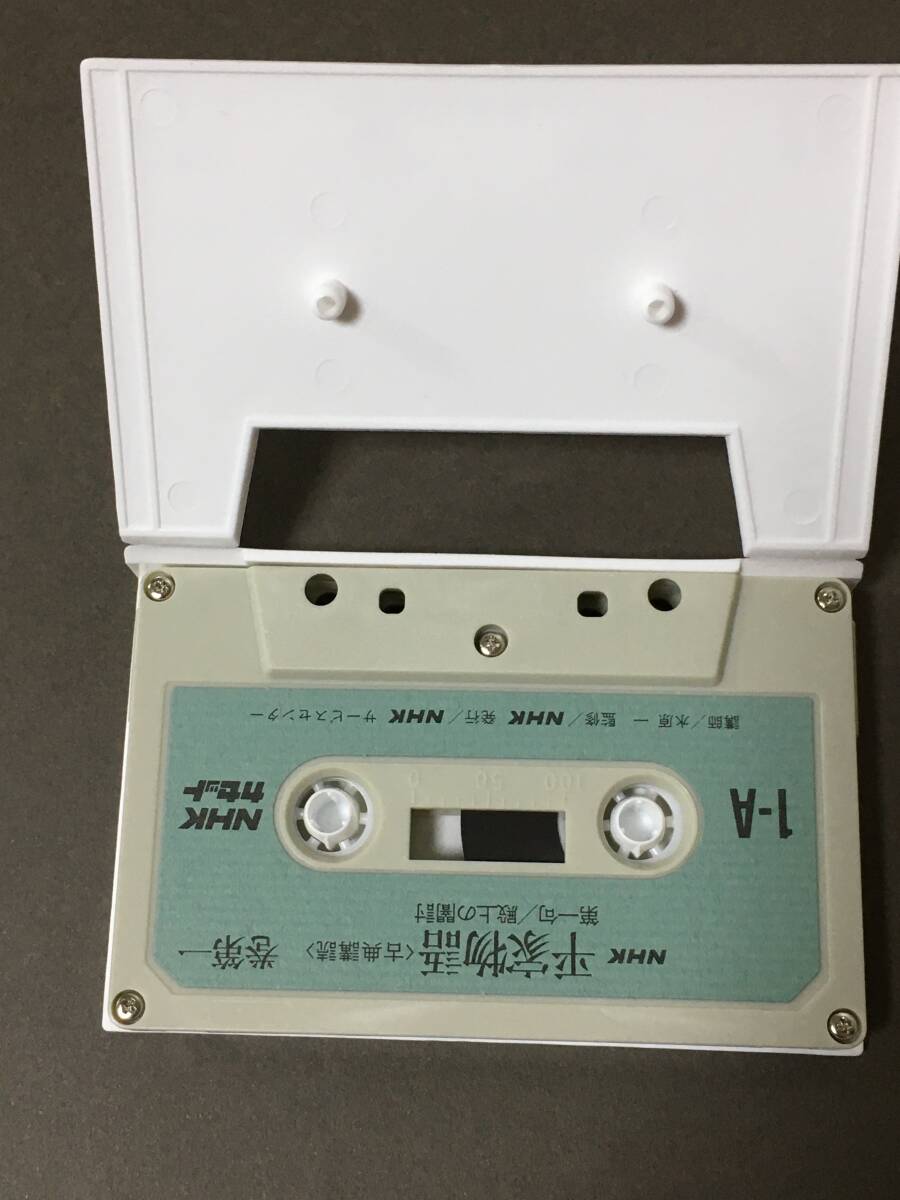 NHK 平家物語〈古典講読〉巻第一
第一句/殿上の闇討
1-A
NHK
カセット
0 50 100
講師/水原 一 監修/NHK 発行/NHK サービスセンター